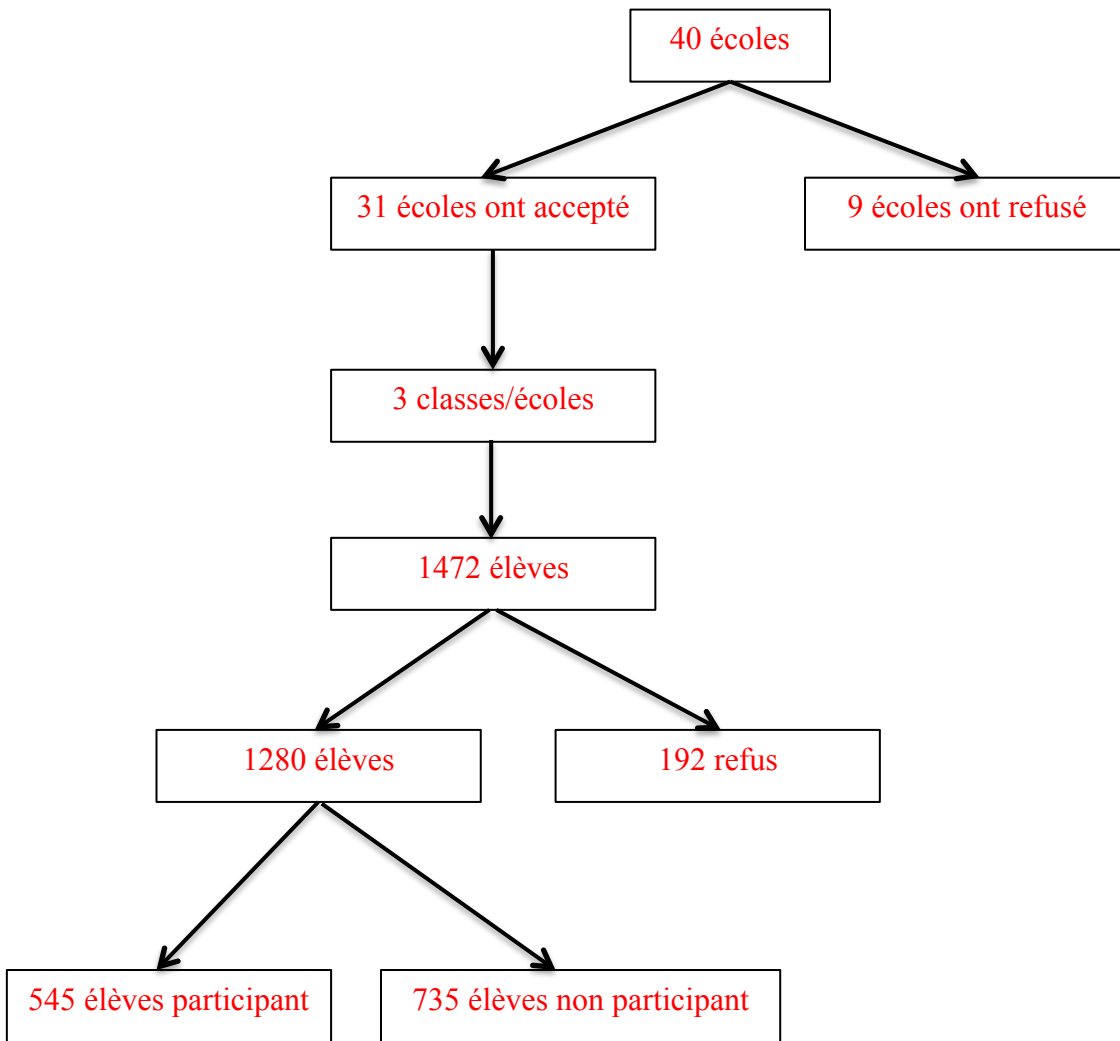 40 écoles
31 écoles ont accepté
9 écoles ont refusé
3 classes/écoles
1472 élèves
1280 élèves
192 refus
545 élèves participant
735 élèves non participant